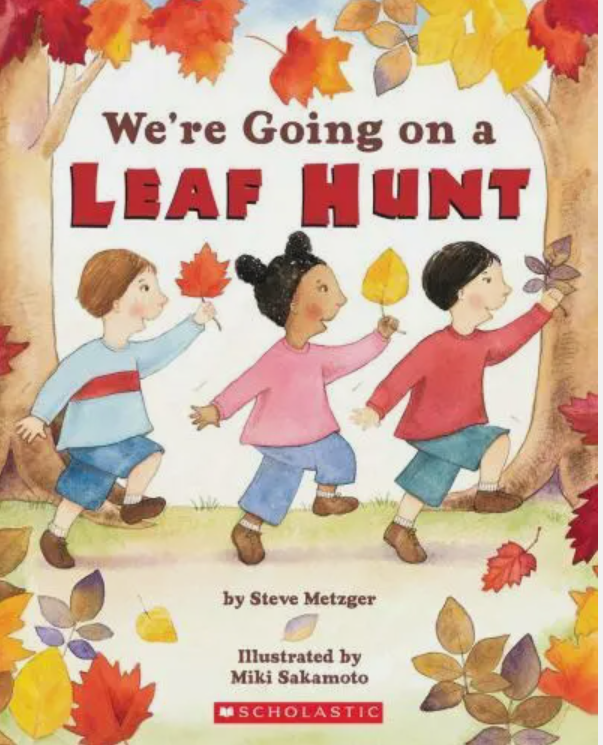 We're Going on a
LEAF HUNT
by Steve Metzger
Illustrated by
Miki Sakamoto
SCHOLASTIC